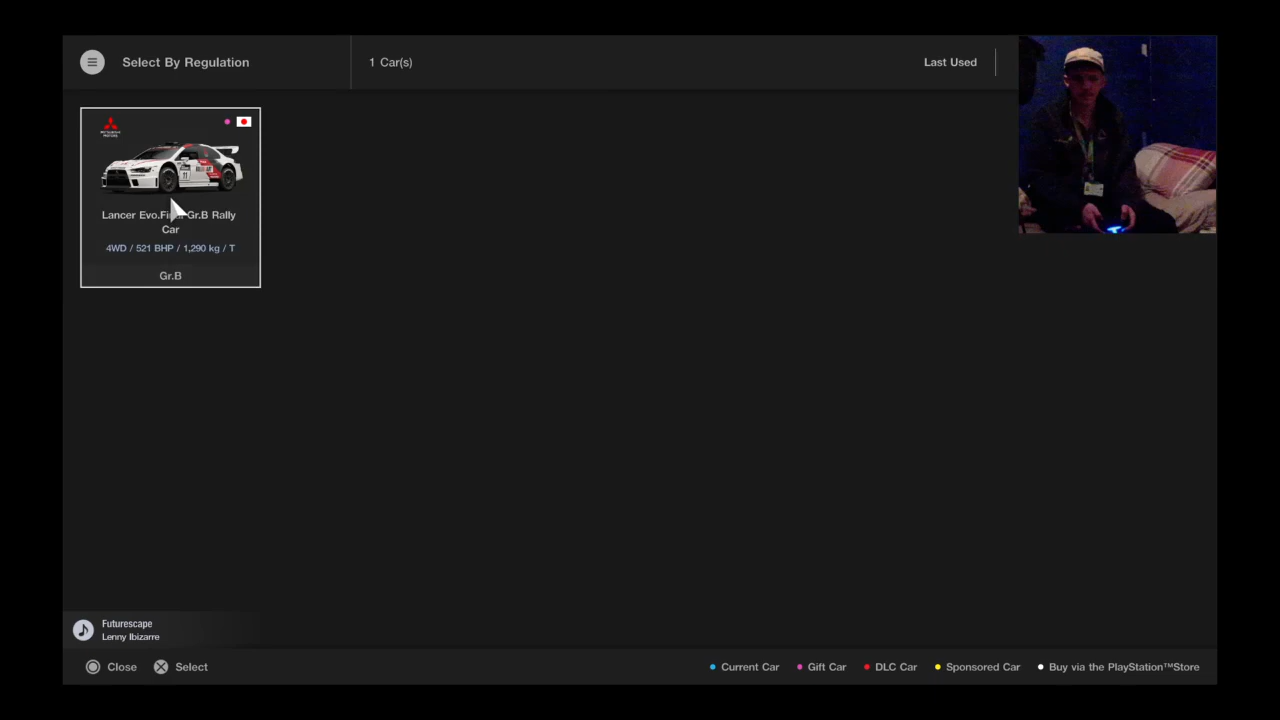 Select By Regulation
1 Car(s)
Last Used
Lancer Evo.Final Gr.B Rally
Car
4WD / 521 BHP / 1,290 kg / T
Gr.B
Futurescape
Lenny Ibizarre
Close
Select
Current Car
Gift Car
DLC Car
Sponsored Car
Buy via the PlayStation™Store